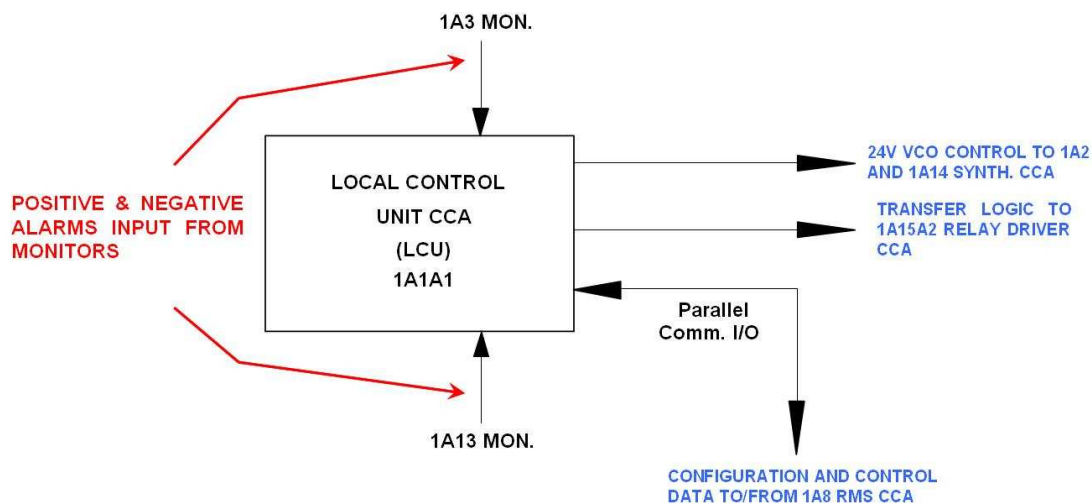 1A3 MON.
LOCAL CONTROL
UNIT CCA
(LCU)
1A1A1
POSITIVE & NEGATIVE
ALARMS INPUT FROM
MONITORS
24V VCO CONTROL TO 1A2
AND 1A14 SYNTH. CCA
TRANSFER LOGIC TO
1A15A2 RELAY DRIVER
CCA
Parallel
Comm. I/O
1A13 MON.
CONFIGURATION AND CONTROL
DATA TO/FROM 1A8 RMS CCA